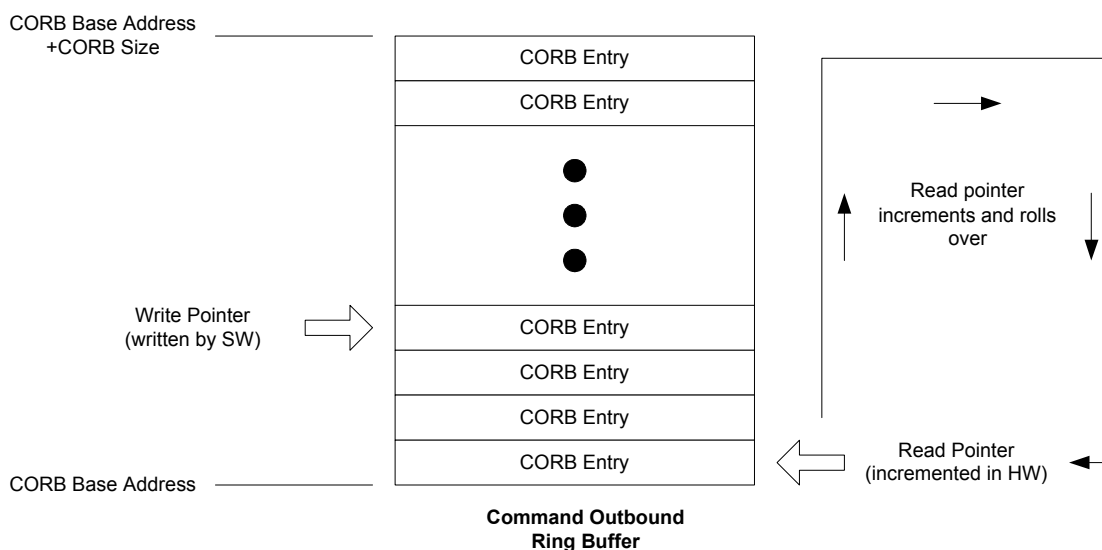 CORB Base Address
+CORB Size
CORB Entry
CORB Entry
Read pointer
increments and rolls
over
Write Pointer
(written by SW)
CORB Entry
CORB Entry
CORB Entry
CORB Entry
Read Pointer
(incremented in HW)
CORB Base Address
Command Outbound
Ring Buffer